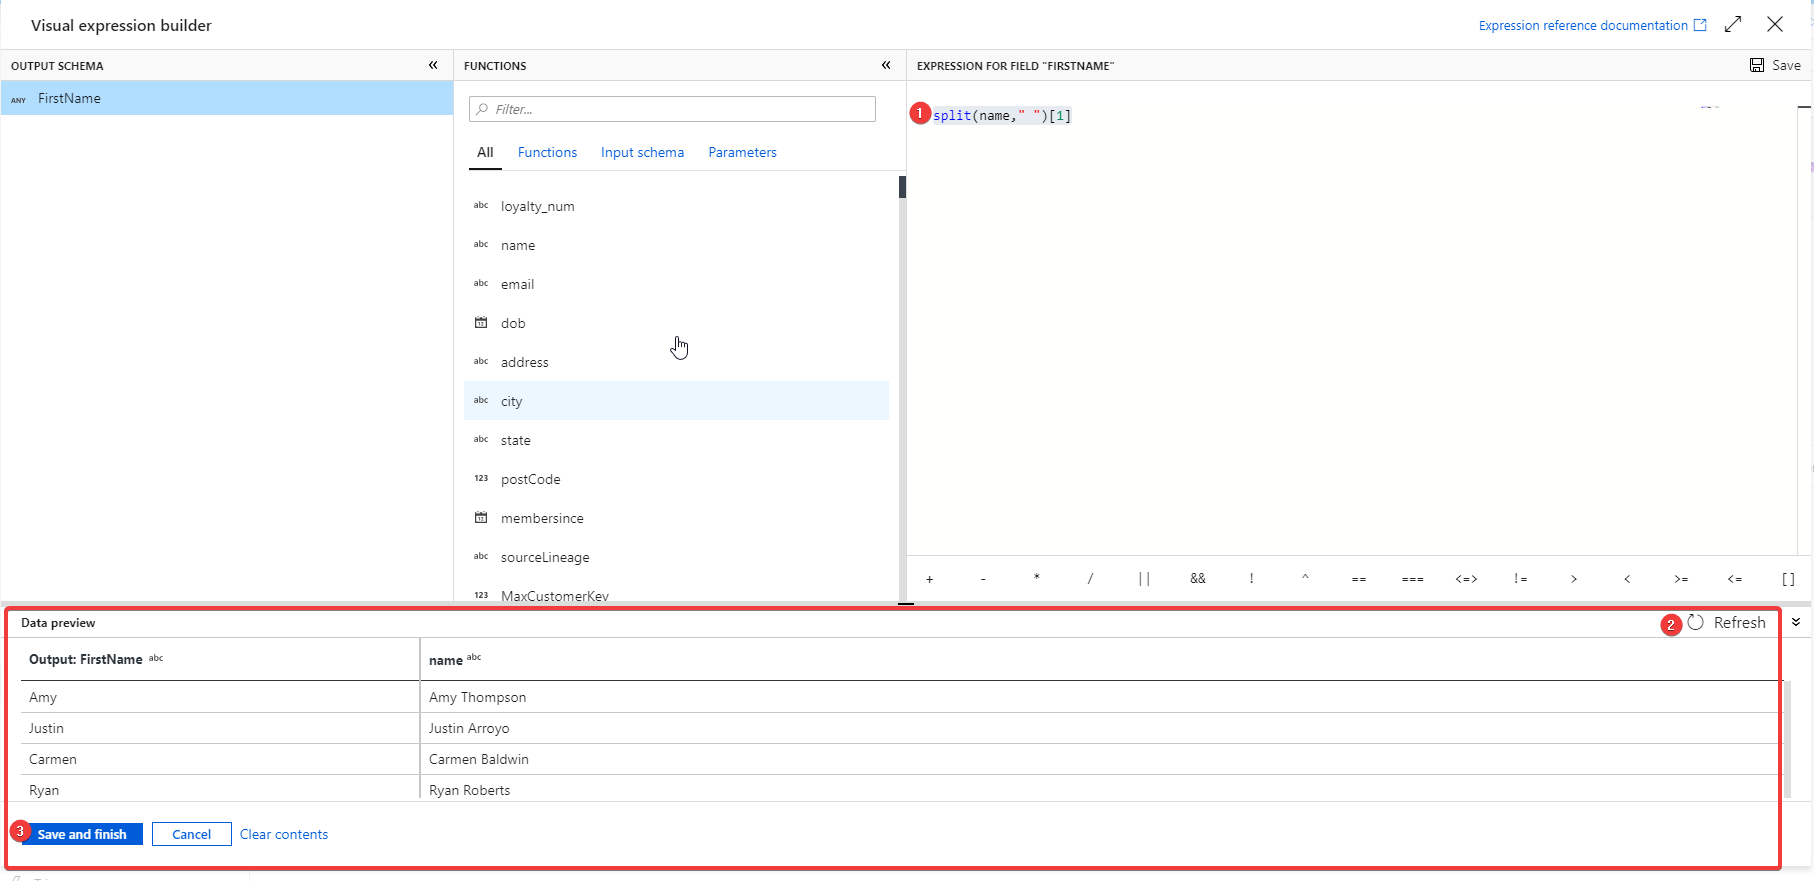 Visual expression builder
Expression reference documentation
OUTPUT SCHEMA
FUNCTIONS
EXPRESSION FOR FIELD "FIRSTNAME"
Save
ANY FirstName
Filter...
All Functions Input schema Parameters
1 split(name," ")[1]
abc loyalty_num
abc name
abc email
12 dob
abc address
abc city
abc state
123 postCode
12 membersince
abc sourceLineage
123 MaxCustomerKey
+ - * / || && ! ^ == === <=> != > < >= <= []
Data preview
2 Refresh
Output: FirstName abc name abc
Amy Amy Thompson
Justin Justin Arroyo
Carmen Carmen Baldwin
Ryan Ryan Roberts
3 Save and finish Cancel Clear contents